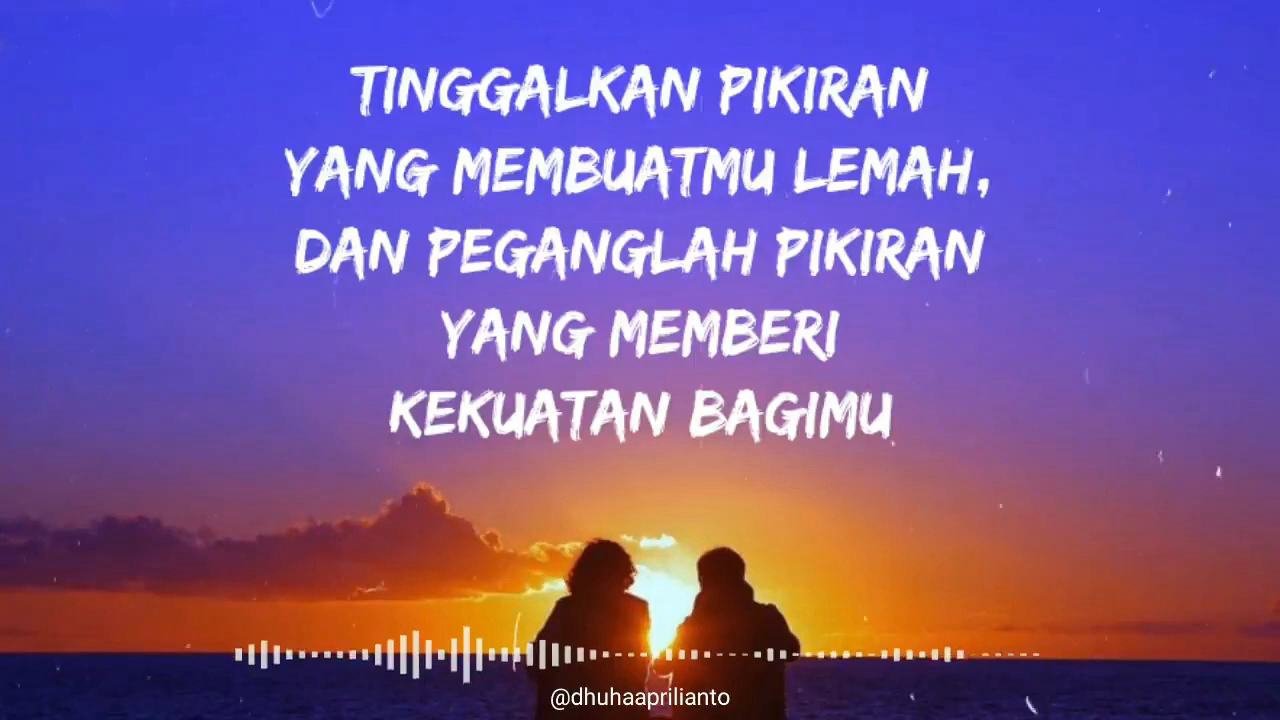 TINGGALKAN PIKIRAN
YANG MEMBUATMU LEMAH,
DAN PEGANGLAH PIKIRAN
YANG MEMBERI
KEKUATAN BAGIMU
@dhuhaaprilianto